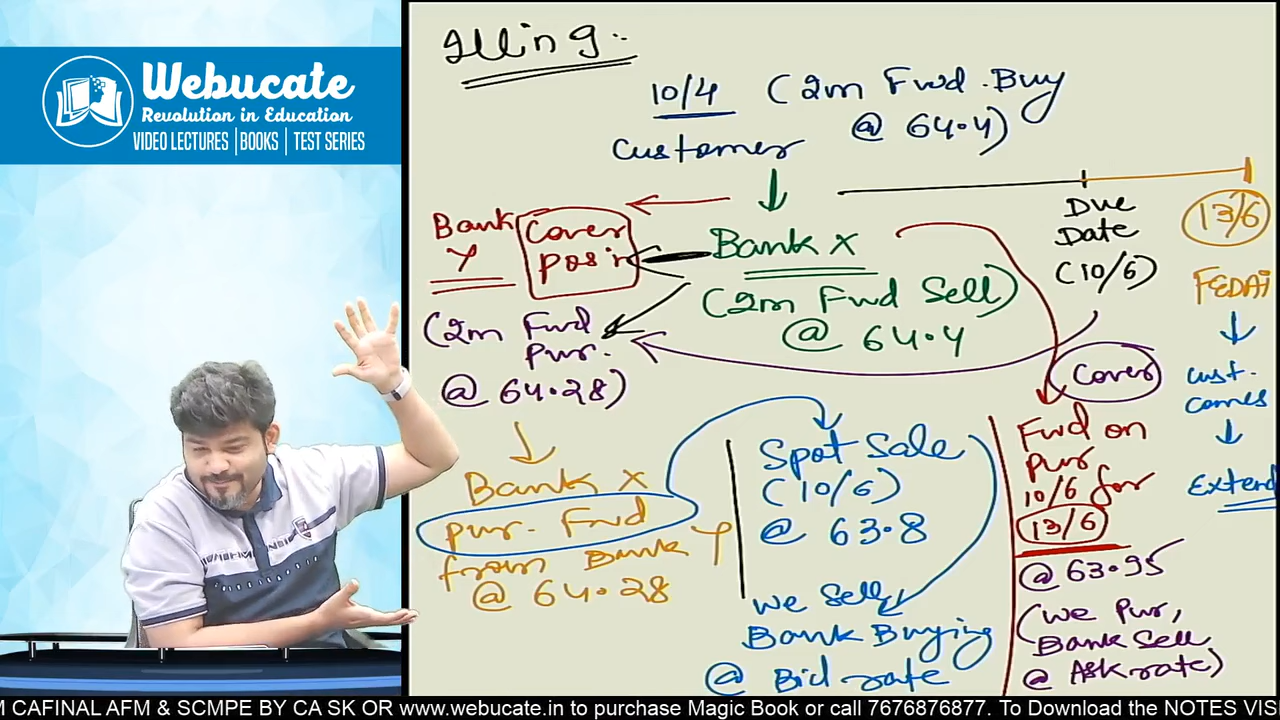 Webucate
Revolution in Education
VIDEO LECTURES | BOOKS | TEST SERIES
10/4 (2m Fwd. Buy
@ 64.4)
Customer
Bank X
(2m Fwd Sell)
@ 64.4
Bank
Y
Cover
pos'n
(2m Fwd
pur.
@ 64.28)
Bank X
pur. Fwd
from Bank Y
@ 64.28
Spot Sale
(10/6)
@ 63.8
We Sell,
Bank Buying
@ Bid rate
Due
Date
(10/6)
Cover
Fwd on
pur
10/6 for
13/6
@ 63.95
(we pur,
Bank Sell
@ Ask rate)
13/6
FEDAI
cust.
comes
Extend
M CAFINAL AFM & SCMPE BY CA SK OR www.webucate.in to purchase Magic Book or call 7676876877. To Download the NOTES VIS